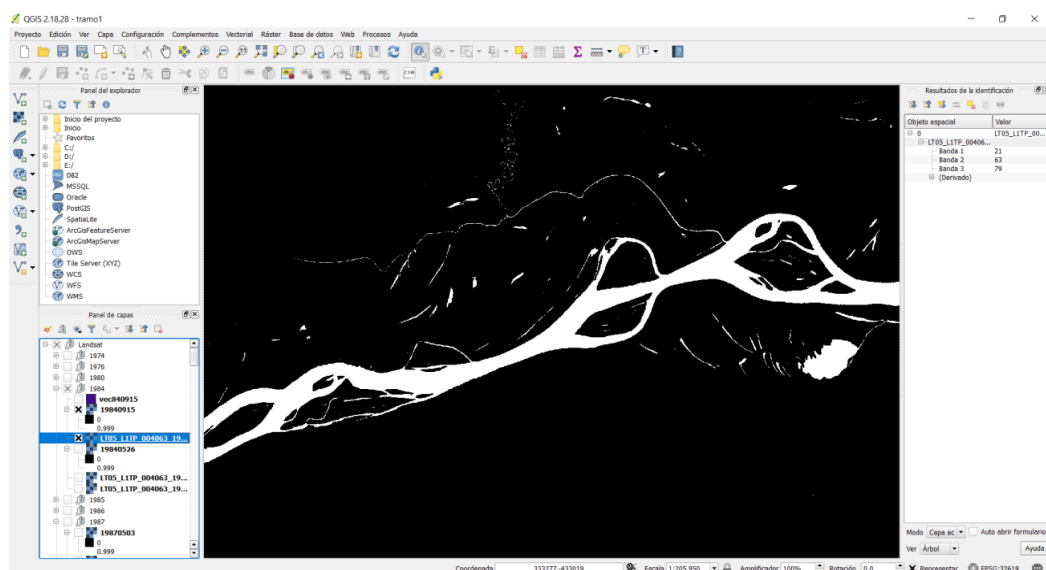 QGIS 2.18.28 - tramo1
Proyecto Edición Ver Capa Configuración Complementos Vectorial Ráster Base de datos Web Procesos Ayuda
Panel del explorador
Inicio del proyecto
Inicio
Favoritos
C:/
D:/
E:/
DB2
MSSQL
Oracle
PostGIS
SpatiaLite
ArcGisFeatureServer
ArcGisMapServer
OWS
Tile Server (XYZ)
WCS
WFS
WMS
Panel de capas
Landsat
1974
1976
1980
1984
vec840915
19840915
0
0.999
LT05_L1TP_004063_19...
19840526
0
0.999
LT05_L1TP_004063_19...
LT05_L1TP_004063_19...
1985
1986
1987
19870503
0
0.999
Resultados de la identificación
Objeto espacial Valor
0 LT05_L1TP_00...
LT05_L1TP_00406...
Banda 1 21
Banda 2 63
Banda 3 79
(Derivado)
Modo Capa ac Auto abrir formulario
Ver Árbol Ayuda
Coordenada 333277,-433019 Escala 1:205.950 Amplificador 100% Rotación 0,0 Representar EPSG:32619